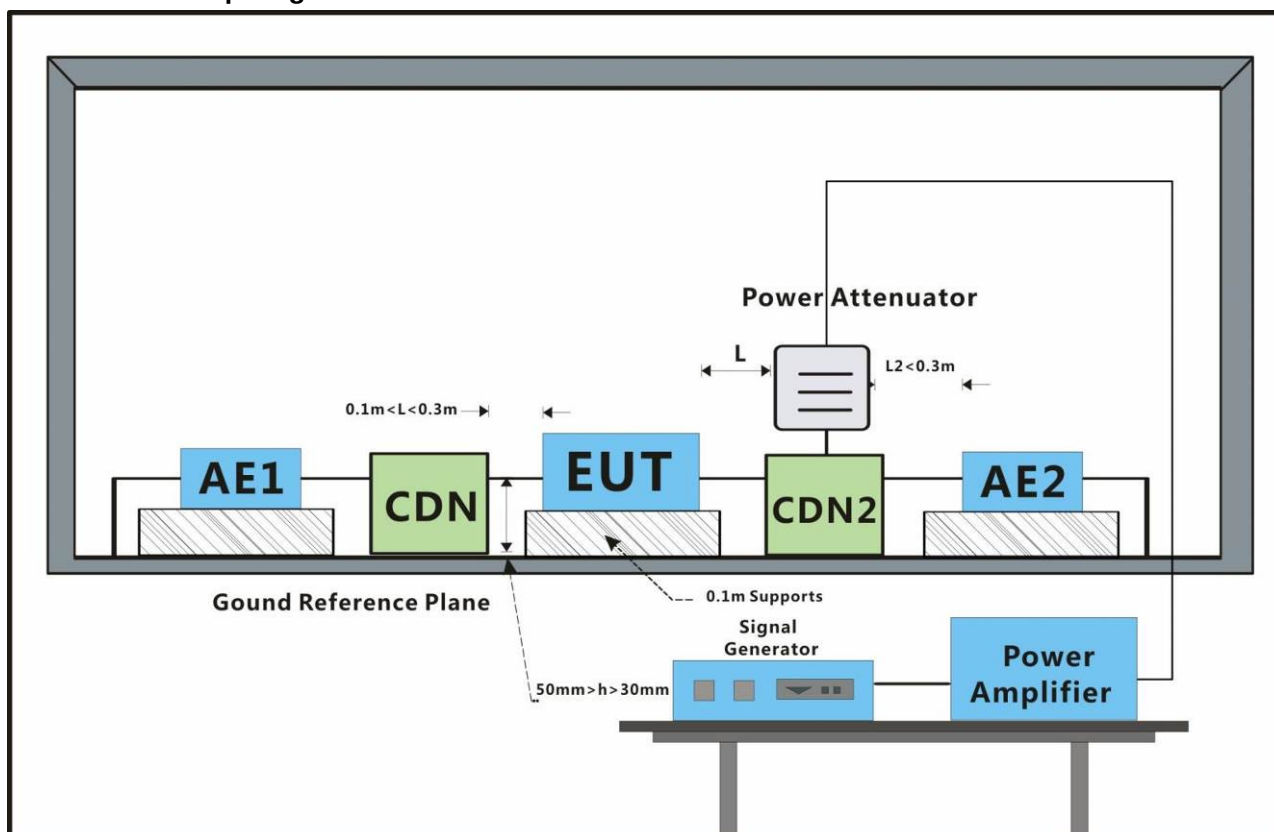 Power Attenuator
L
L2<0.3m
0.1m<L<0.3m
AE1
CDN
EUT
CDN2
AE2
Gound Reference Plane
0.1m Supports
Signal
Generator
50mm>h>30mm
Power
Amplifier